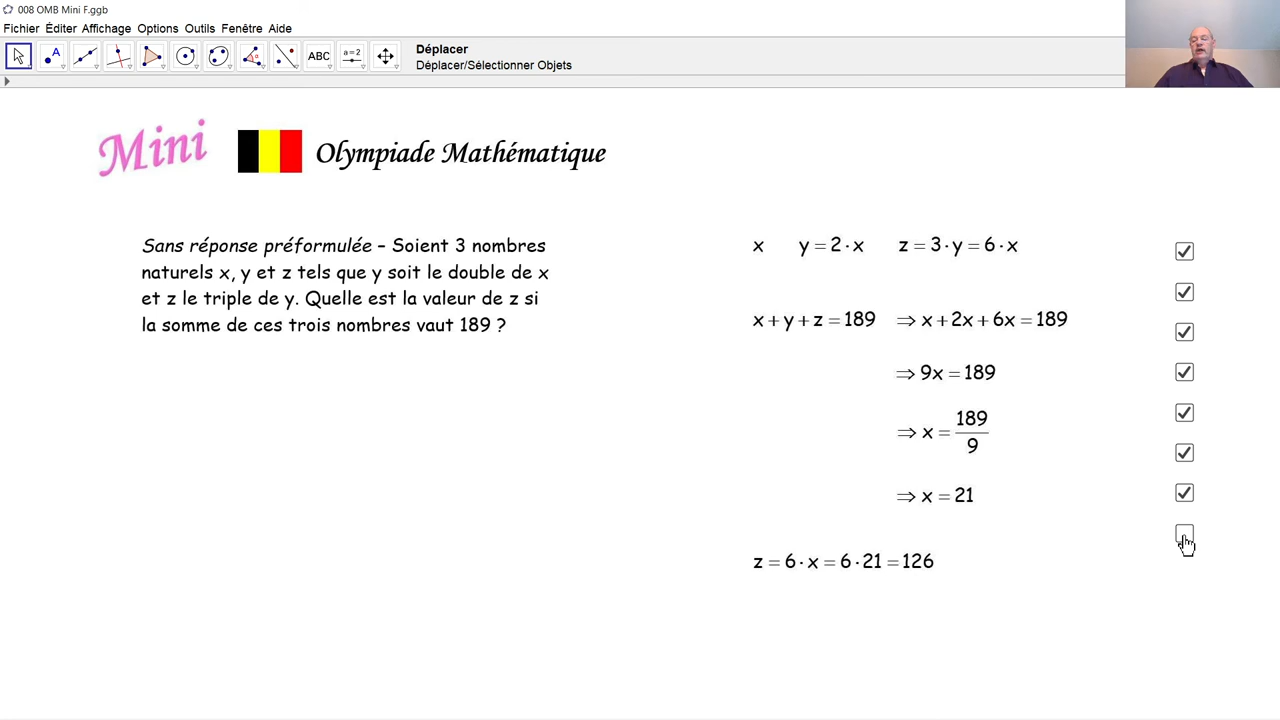 008 OMB Mini F.ggb
Fichier Éditer Affichage Options Outils Fenêtre Aide
A
ABC
a=2
Déplacer
Déplacer/Sélectionner Objets
Mini
Olympiade Mathématique
Sans réponse préformulée – Soient 3 nombres
naturels x, y et z tels que y soit le double de x
et z le triple de y. Quelle est la valeur de z si
la somme de ces trois nombres vaut 189 ?
x y = 2 · x z = 3 · y = 6 · x
x + y + z = 189 ⇒ x + 2x + 6x = 189
⇒ 9x = 189
⇒ x = 189/9
⇒ x = 21
z = 6 · x = 6 · 21 = 126